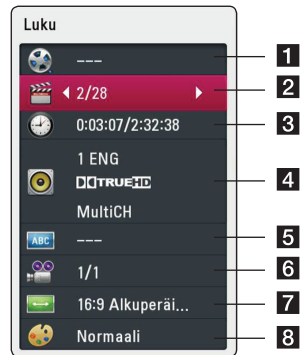 Luku
--- 1
2/28 2
0:03:07/2:32:38 3
1 ENG
TRUEHD 4
MultiCH
ABC --- 5
1/1 6
16:9 Alkuperäi... 7
Normaali 8